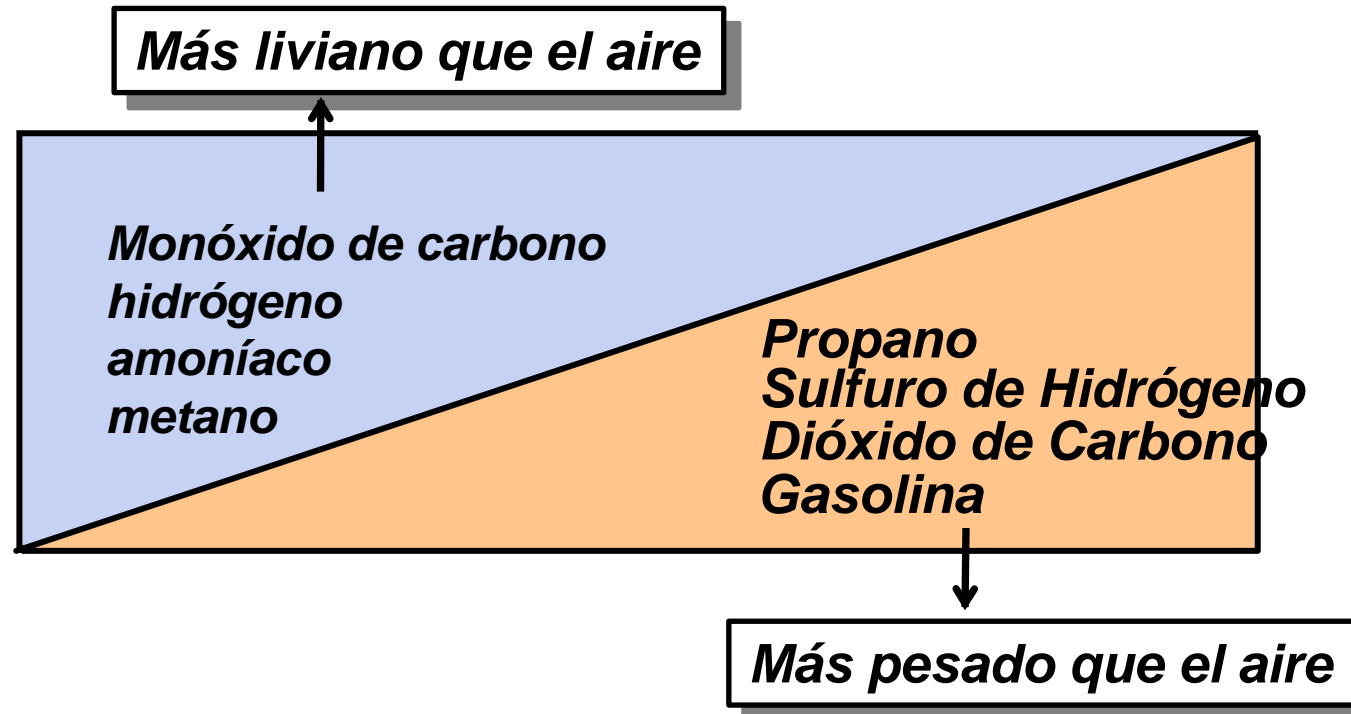 Más liviano que el aire
Monóxido de carbono
hidrógeno
amoníaco
metano
Propano
Sulfuro de Hidrógeno
Dióxido de Carbono
Gasolina
Más pesado que el aire